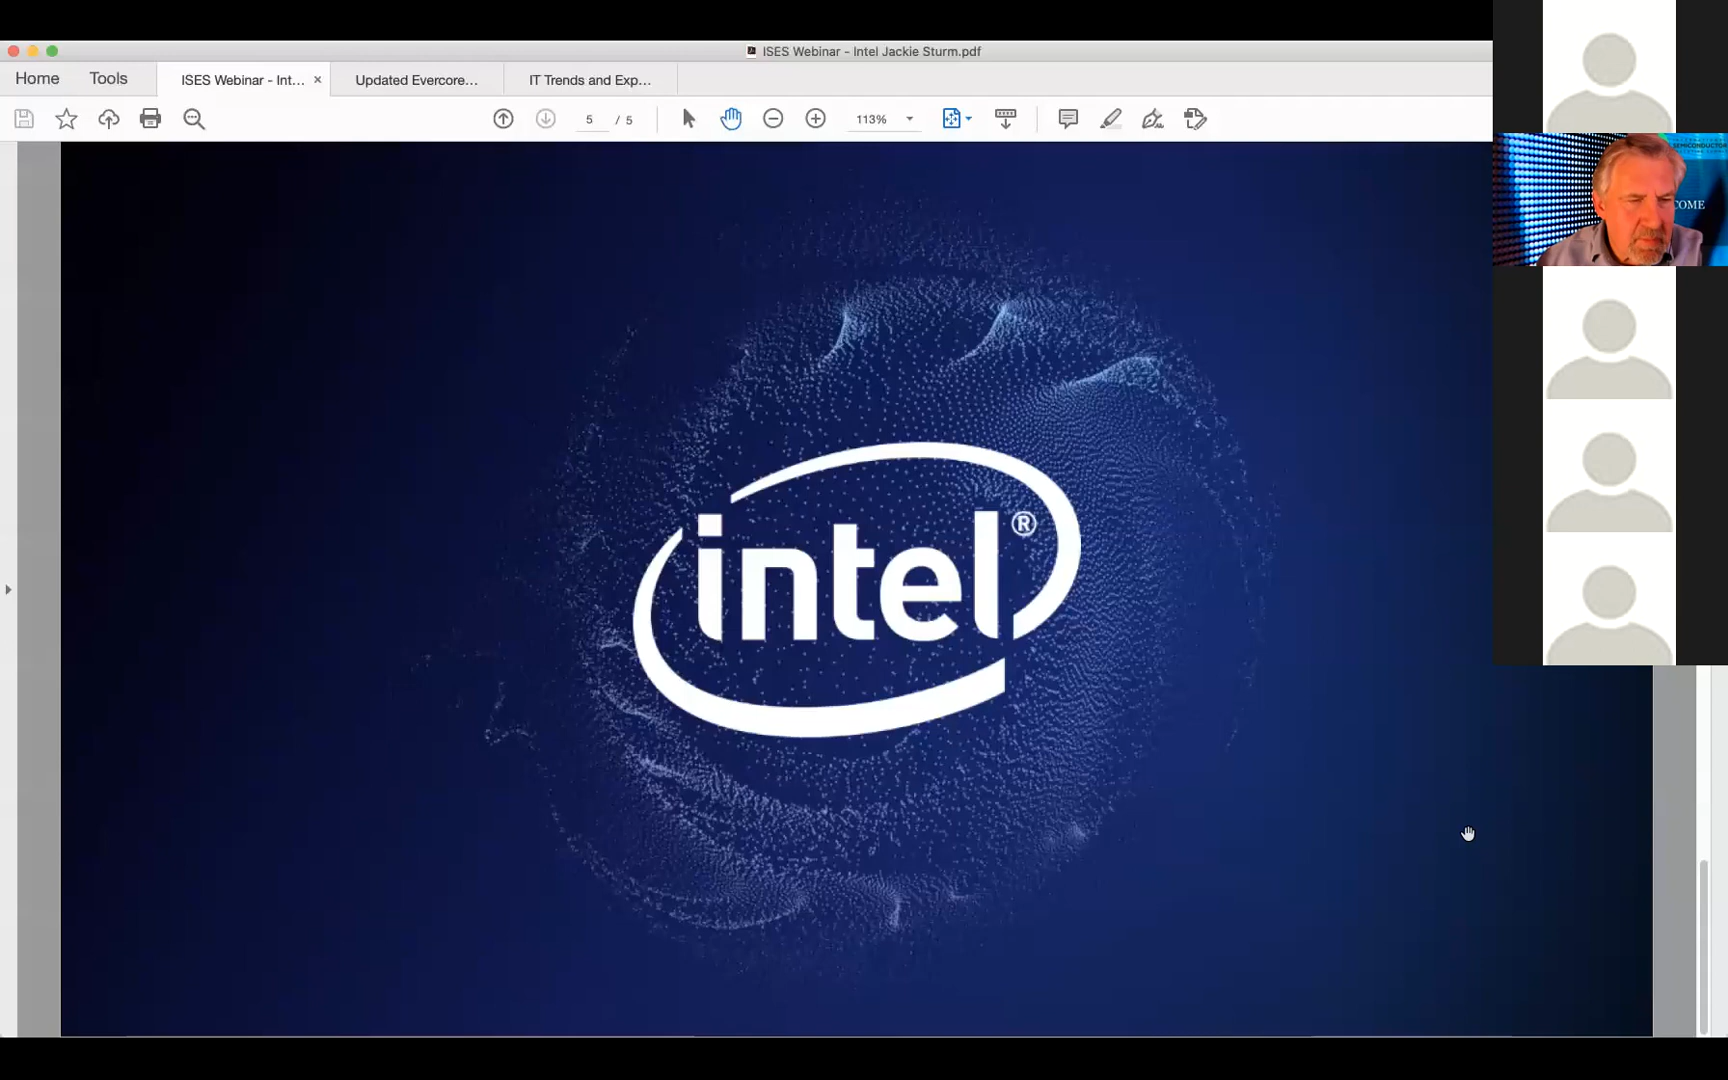 ISES Webinar - Intel Jackie Sturm.pdf
Home Tools ISES Webinar - Int... × Updated Evercore... IT Trends and Exp...
5 / 5 113%
SEMICONDUCTOR
COME
intel®